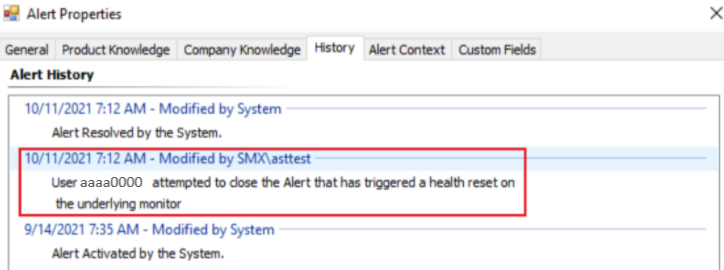 Alert Properties
General Product Knowledge Company Knowledge History Alert Context Custom Fields
Alert History
10/11/2021 7:12 AM - Modified by System
Alert Resolved by the System.
10/11/2021 7:12 AM - Modified by SMX\asttest
User aaaa0000 attempted to close the Alert that has triggered a health reset on
the underlying monitor
9/14/2021 7:35 AM - Modified by System
Alert Activated by the System.